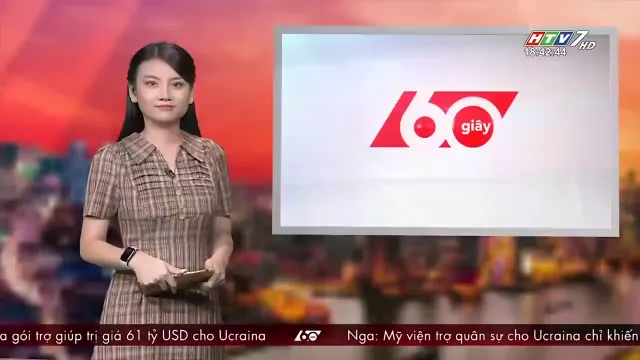 HTV7 HD
18:42:44
60 giây
a gói trợ giúp trị giá 61 tỷ USD cho Ucraina 60 Nga: Mỹ viện trợ quân sự cho Ucraina chỉ khiến